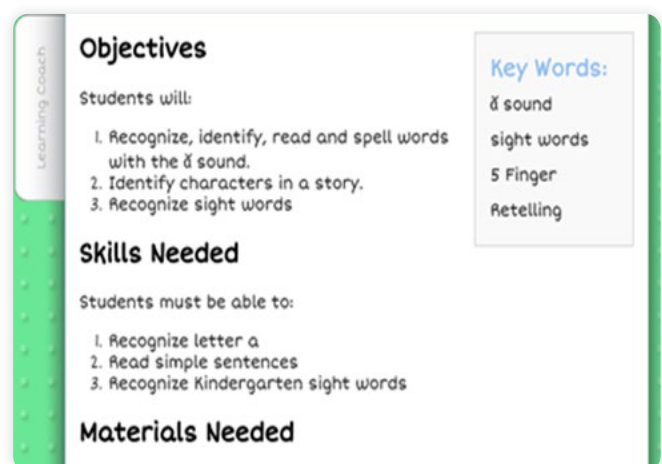 Learning Coach
Objectives
Students will:
1. Recognize, identify, read and spell words
with the ă sound.
2. Identify characters in a story.
3. Recognize sight words
Skills Needed
Students must be able to:
1. Recognize letter a
2. Read simple sentences
3. Recognize Kindergarten sight words
Materials Needed
Key Words:
ă sound
sight words
5 Finger
Retelling